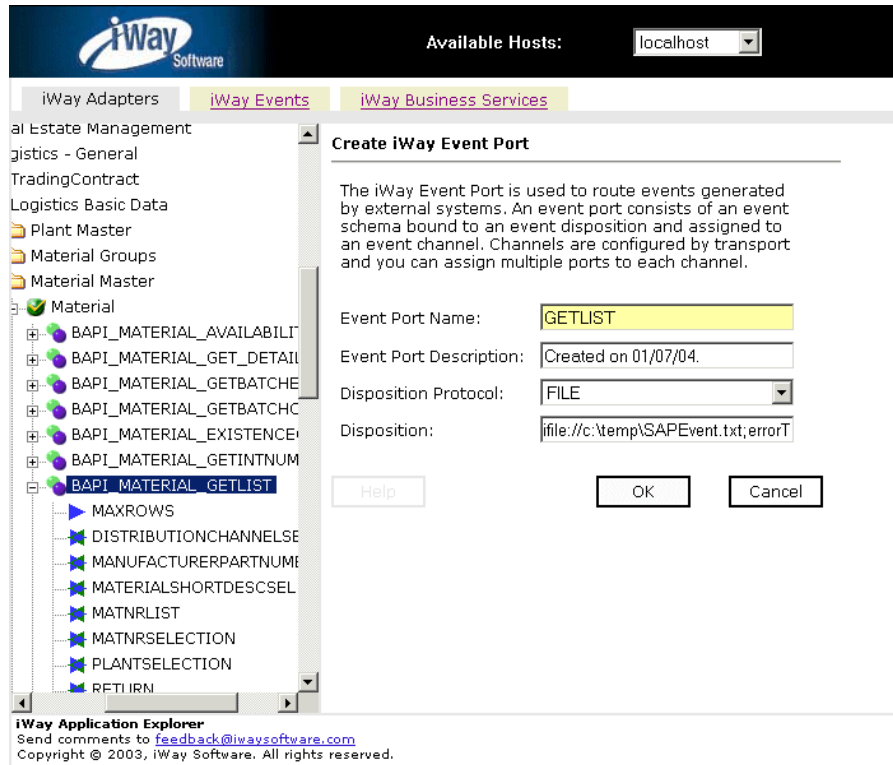 iWay
Software
Available Hosts:
localhost
iWay Adapters
iWay Events
iWay Business Services
al Estate Management
gistics - General
TradingContract
Logistics Basic Data
Plant Master
Material Groups
Material Master
Material
BAPI_MATERIAL_AVAILABILI
BAPI_MATERIAL_GET_DETAIL
BAPI_MATERIAL_GETBATCHE
BAPI_MATERIAL_GETBATCHC
BAPI_MATERIAL_EXISTENCE
BAPI_MATERIAL_GETINTNUM
BAPI_MATERIAL_GETLIST
MAXROWS
DISTRIBUTIONCHANNELSE
MANUFACTURERPARTNUME
MATERIALSHORTDESCSEL
MATNRLIST
MATNRSELECTION
PLANTSELECTION
RETURN
Create iWay Event Port
The iWay Event Port is used to route events generated
by external systems. An event port consists of an event
schema bound to an event disposition and assigned to
an event channel. Channels are configured by transport
and you can assign multiple ports to each channel.
Event Port Name:
GETLIST
Event Port Description:
Created on 01/07/04.
Disposition Protocol:
FILE
Disposition:
ifile://c:\temp\SAPEvent.txt;errorT
Help
OK
Cancel
iWay Application Explorer
Send comments to feedback@iwaysoftware.com
Copyright © 2003, iWay Software. All rights reserved.